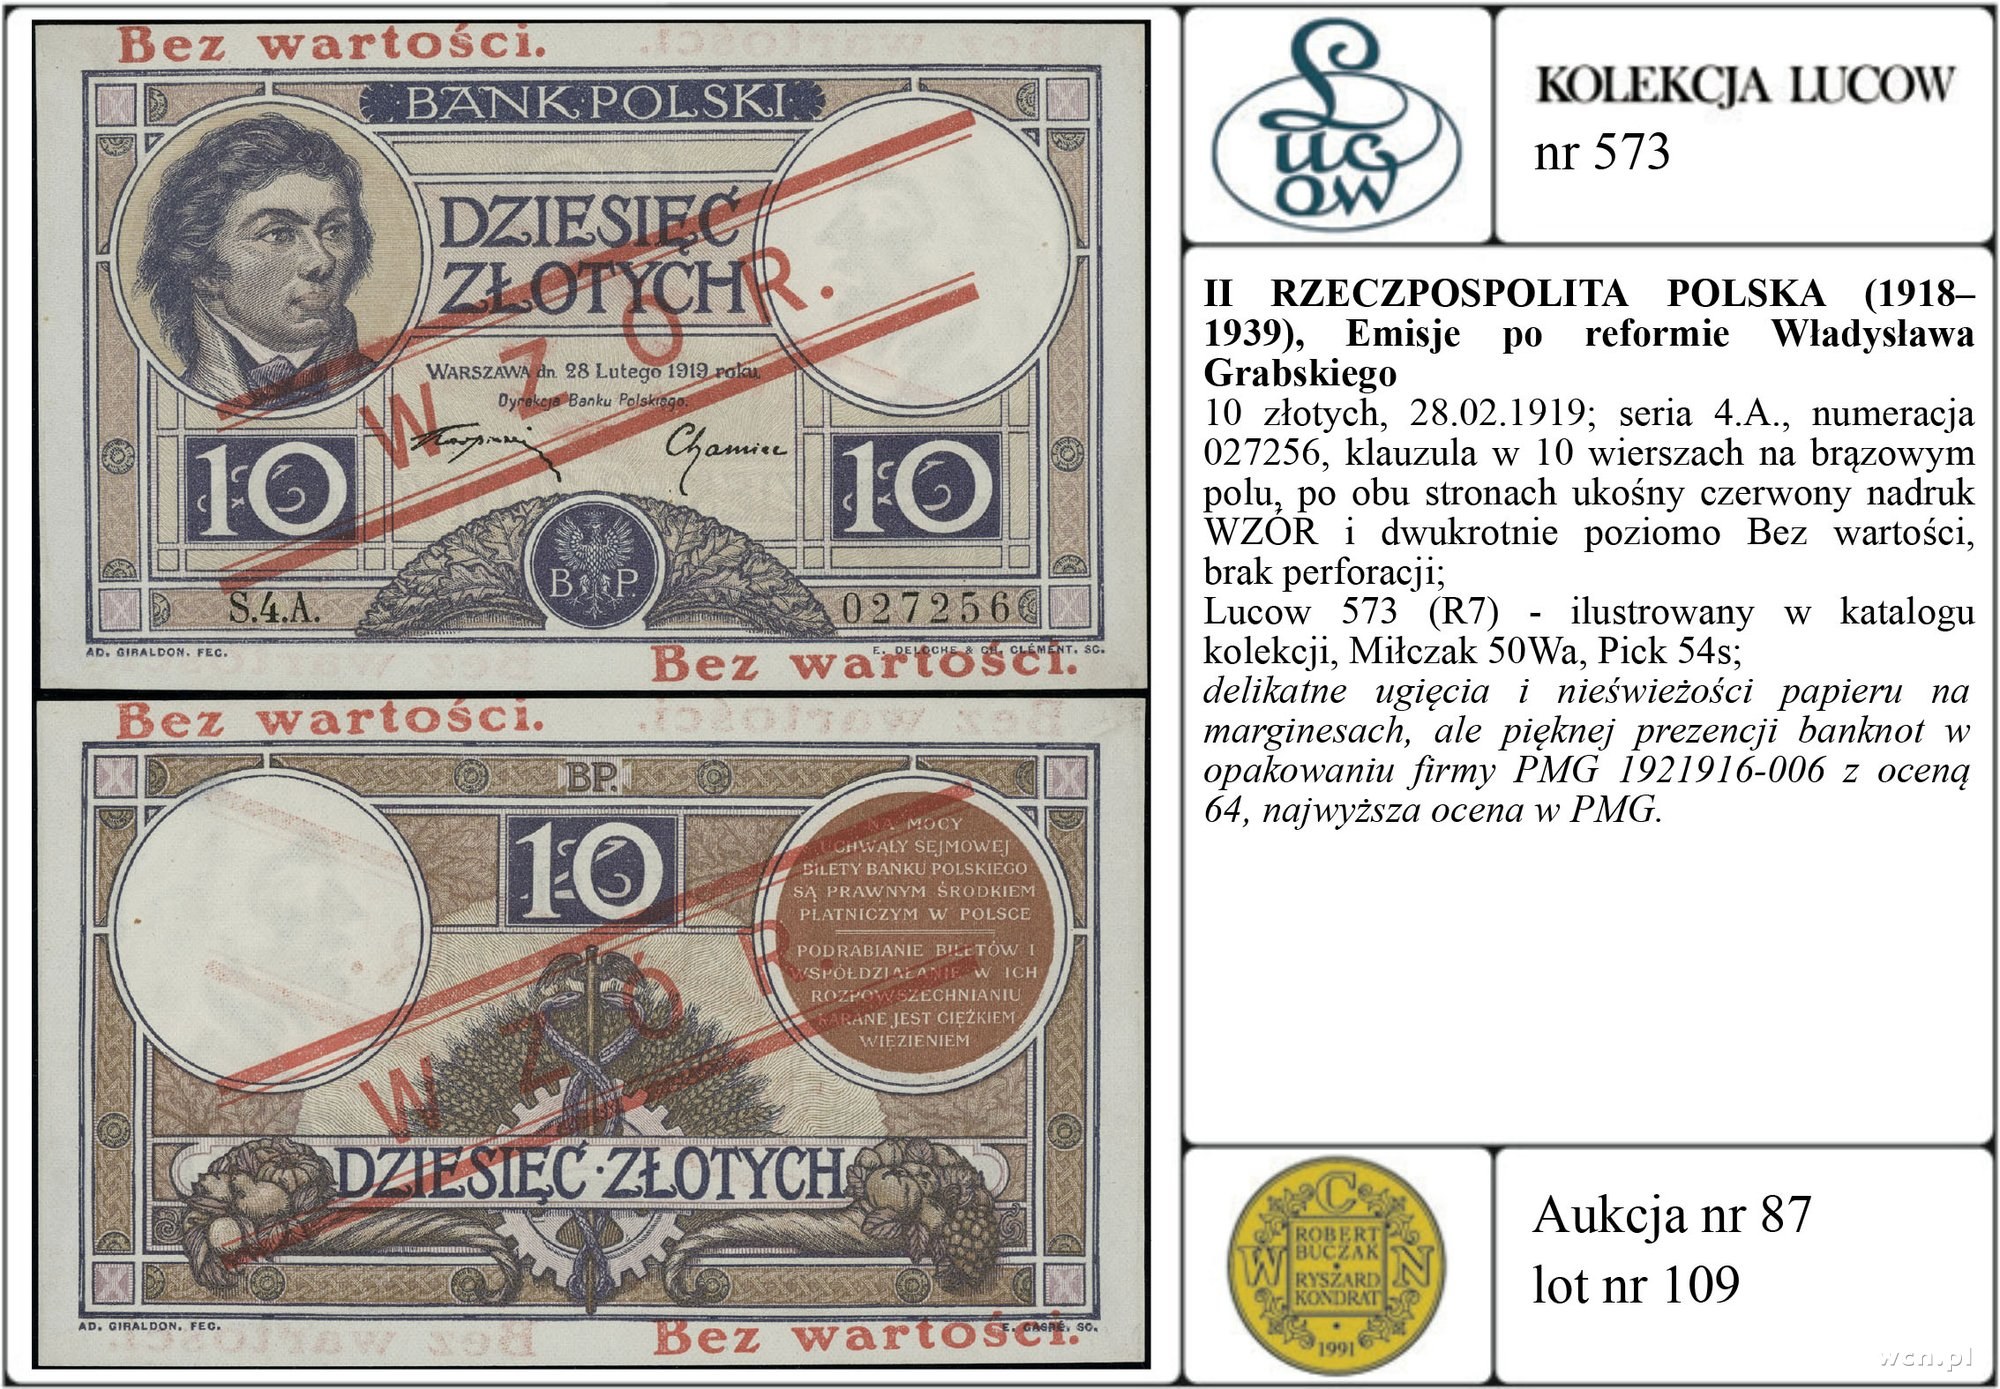 Bez wartości.
BANK·POLSKI
DZIESIĘĆ
ZŁOTYCH
WZÓR.
WARSZAWA dn. 28 Lutego 1919 roku.
Dyrekcja Banku Polskiego.
10
10
B P.
S.4.A.
027256
AD. GIRALDON. FEC.
E. DELOCHE & CH. CLÉMENT. SC.
Bez wartości.
Bez wartości.
BP.
10
NA MOCY
UCHWAŁY SEJMOWEJ
BILETY BANKU POLSKIEGO
SĄ PRAWNYM ŚRODKIEM
PŁATNICZYM W POLSCE
PODRABIANIE BILETÓW I
WSPÓŁDZIAŁANIE W ICH
ROZPOWSZECHNIANIU
KARANE JEST CIĘŻKIEM
WIĘZIENIEM
WZÓR.
DZIESIĘĆ·ZŁOTYCH
AD. GIRALDON. FEC.
E. GASPÉ. SC.
Bez wartości.
Lucow
KOLEKCJA LUCOW
nr 573
II RZECZPOSPOLITA POLSKA (1918–
1939), Emisje po reformie Władysława
Grabskiego
10 złotych, 28.02.1919; seria 4.A., numeracja
027256, klauzula w 10 wierszach na brązowym
polu, po obu stronach ukośny czerwony nadruk
WZÓR i dwukrotnie poziomo Bez wartości,
brak perforacji;
Lucow 573 (R7) - ilustrowany w katalogu
kolekcji, Miłczak 50Wa, Pick 54s;
delikatne ugięcia i nieświeżości papieru na
marginesach, ale pięknej prezencji banknot w
opakowaniu firmy PMG 1921916-006 z oceną
64, najwyższa ocena w PMG.
C
W
N
ROBERT
BUCZAK
RYSZARD
KONDRAT
1991
Aukcja nr 87
lot nr 109
wcn.pl